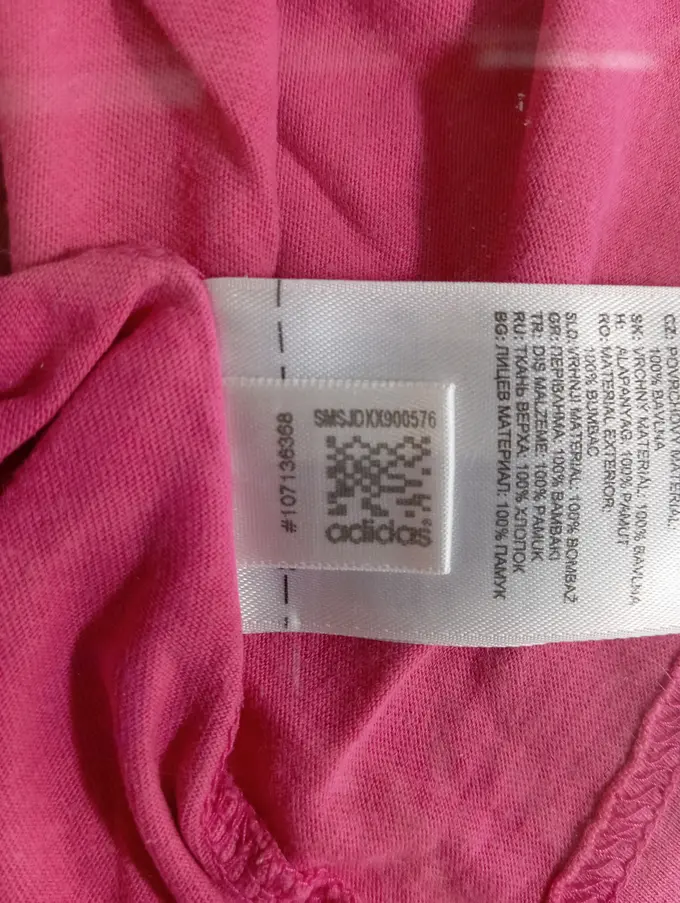 CZ: POVRCHOVÝ MATERIÁL
100% BAVLNA
SK: VRCHNÝ MATERIÁL: 100% BAVLNA
H: ALAPANYAG: 100% PAMUT
RO: MATERIAL EXTERIOR
100% BUMBAC
SLO: VRHNJI MATERIAL: 100% BOMBAŽ
GR: ΠΕΡΙΒΛΗΜΑ: 100% ΒΑΜΒΑΚΙ
TR: DIŞ MALZEME: 100% PAMUK
RU: ТКАНЬ ВЕРХА: 100% ХЛОПОК
BG: ЛИЦЕВ МАТЕРИАЛ: 100% ПАМУК
SMSJDXX900576
adidas®
#107136368